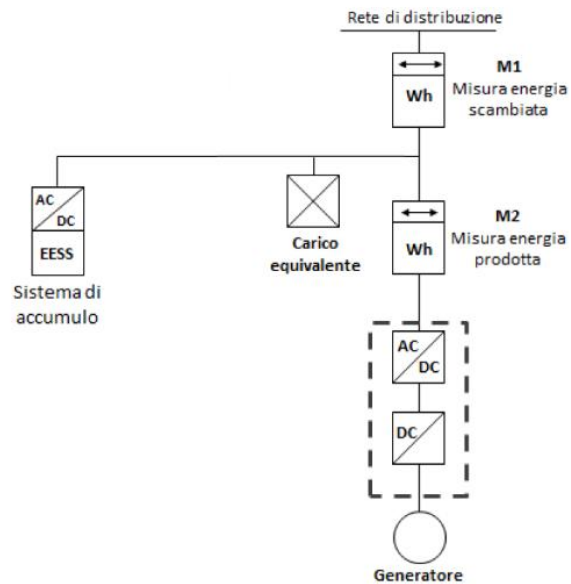 Rete di distribuzione
M1
Misura energia
scambiata
Wh
AC
DC
EESS
Sistema di
accumulo
Carico
equivalente
M2
Misura energia
prodotta
Wh
AC
DC
DC
Generatore